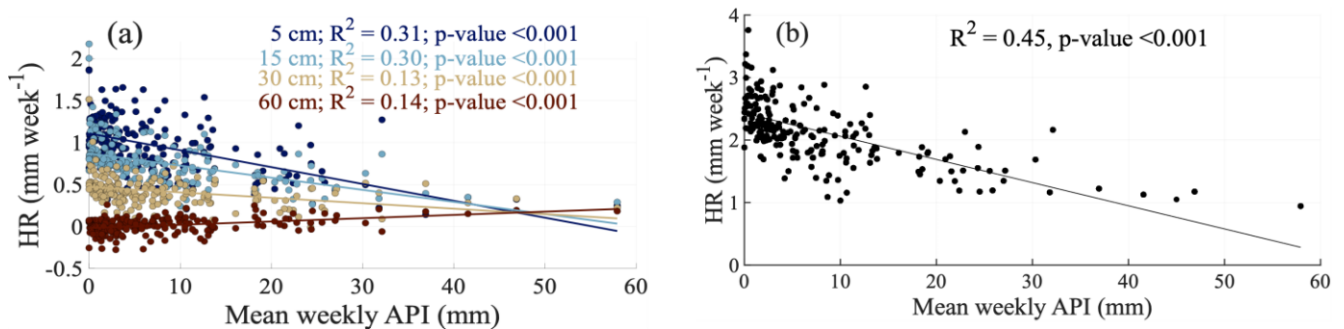 (a)
5 cm; R² = 0.31; p-value <0.001
15 cm; R² = 0.30; p-value <0.001
30 cm; R² = 0.13; p-value <0.001
60 cm; R² = 0.14; p-value <0.001
HR (mm week⁻¹)
2
1.5
1
0.5
0
-0.5
0 10 20 30 40 50 60
Mean weekly API (mm)
(b)
R² = 0.45, p-value <0.001
HR (mm week⁻¹)
4
3
2
1
0
0 10 20 30 40 50 60
Mean weekly API (mm)